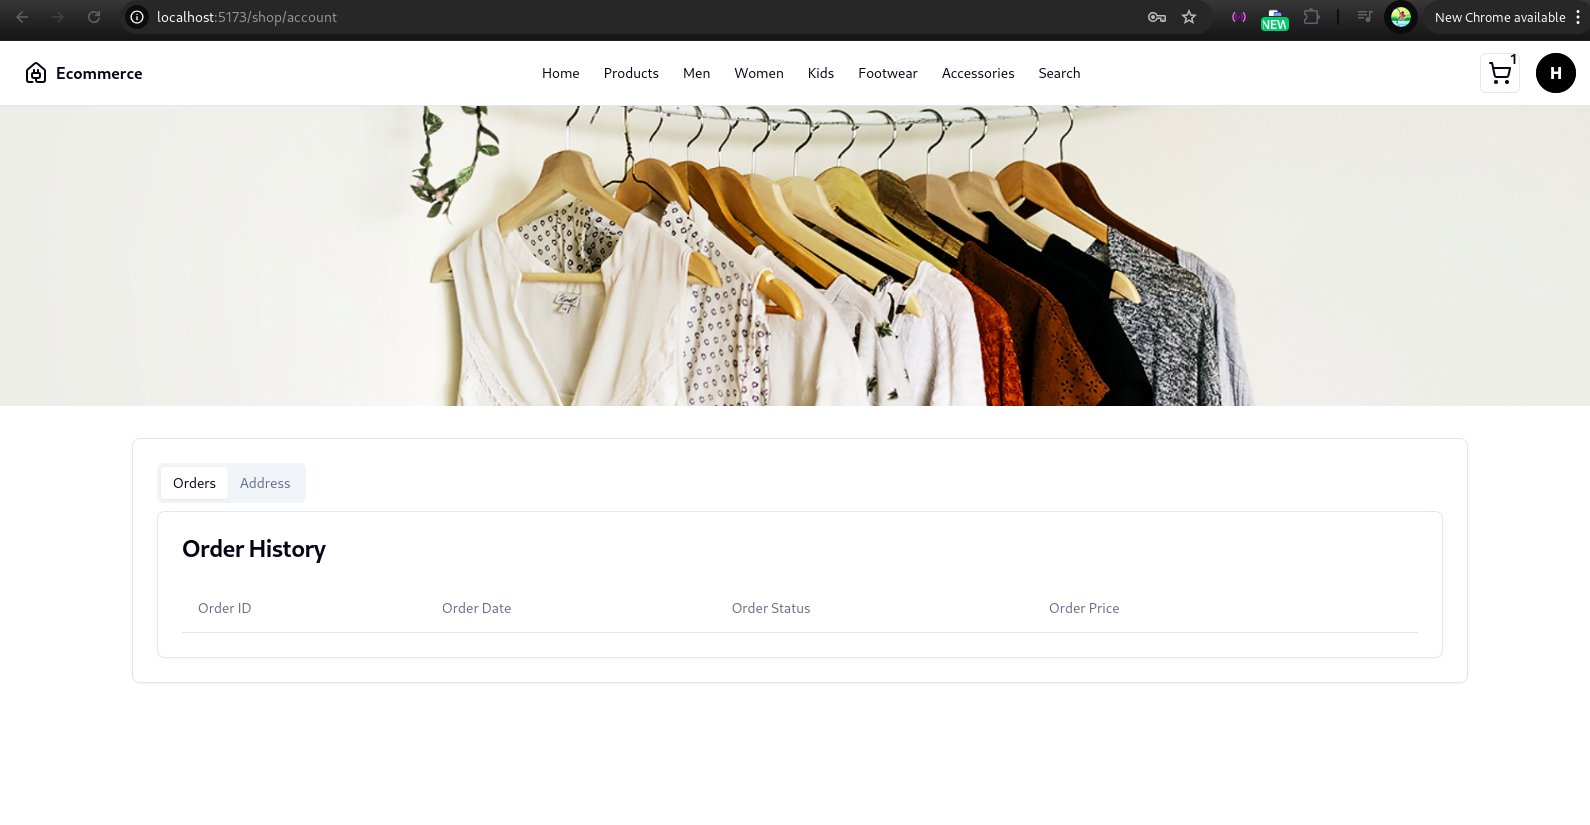 localhost:5173/shop/account
NEW
New Chrome available
Ecommerce
Home Products Men Women Kids Footwear Accessories Search
1
H
Orders Address
Order History
Order ID Order Date Order Status Order Price